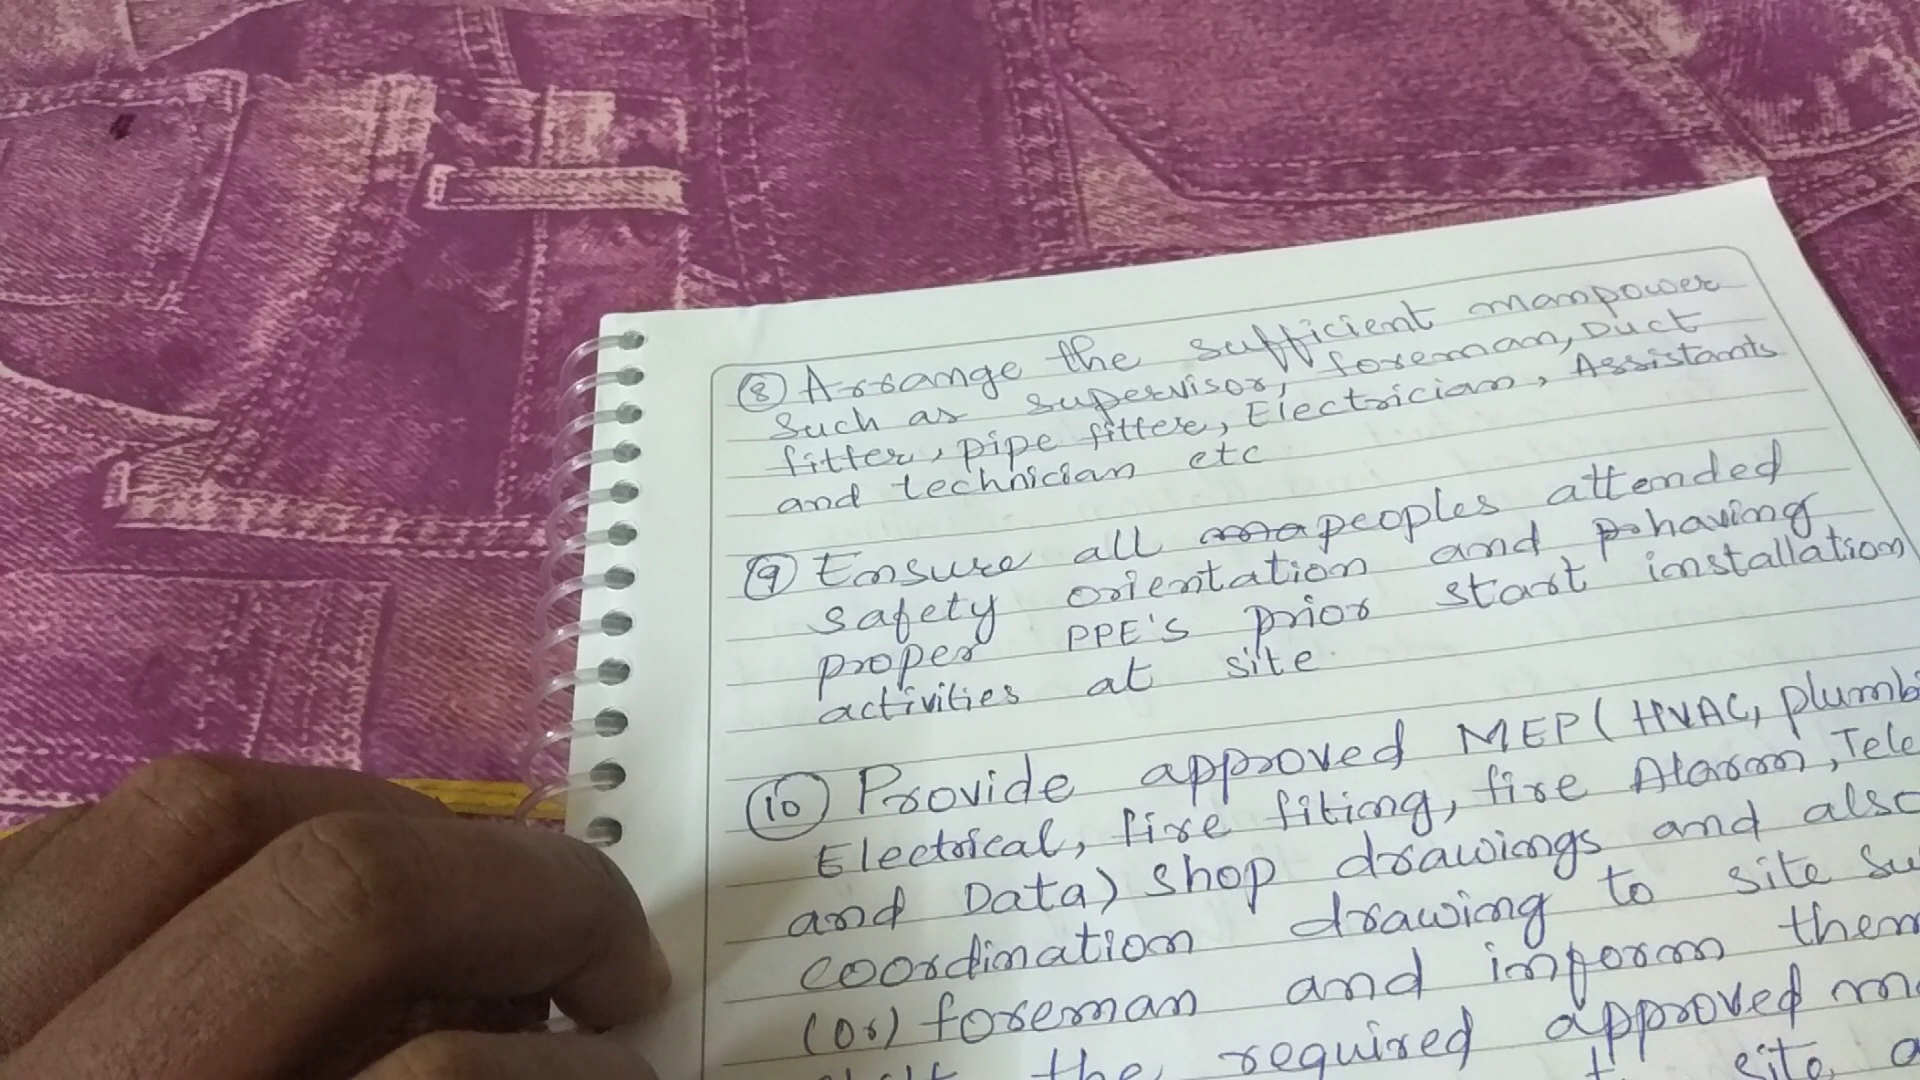 ⑧ Arrange the sufficient manpower
such as supervisor, foreman, Duct
fitter, pipe fitter, Electrician, Assistants
and technician etc
⑨ Ensure all peoples attended
safety orientation and having
proper PPE's prior start installation
activities at site.
⑩ Provide approved MEP (HVAC, plumbi
Electrical, fire fiting, fire Alarm, Tele
and Data) shop drawings and also
coordination drawing to site Su
(or) foreman and inform them
the required approved
site